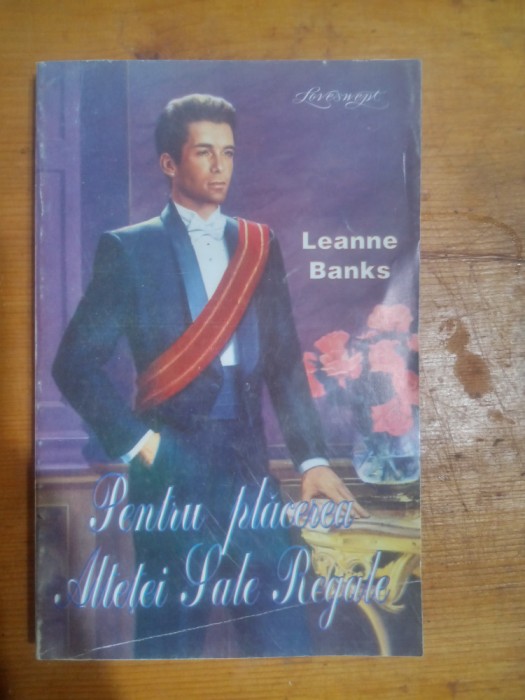 Loveswept
Leanne
Banks
Pentru plăcerea
Alteței Sale Regale